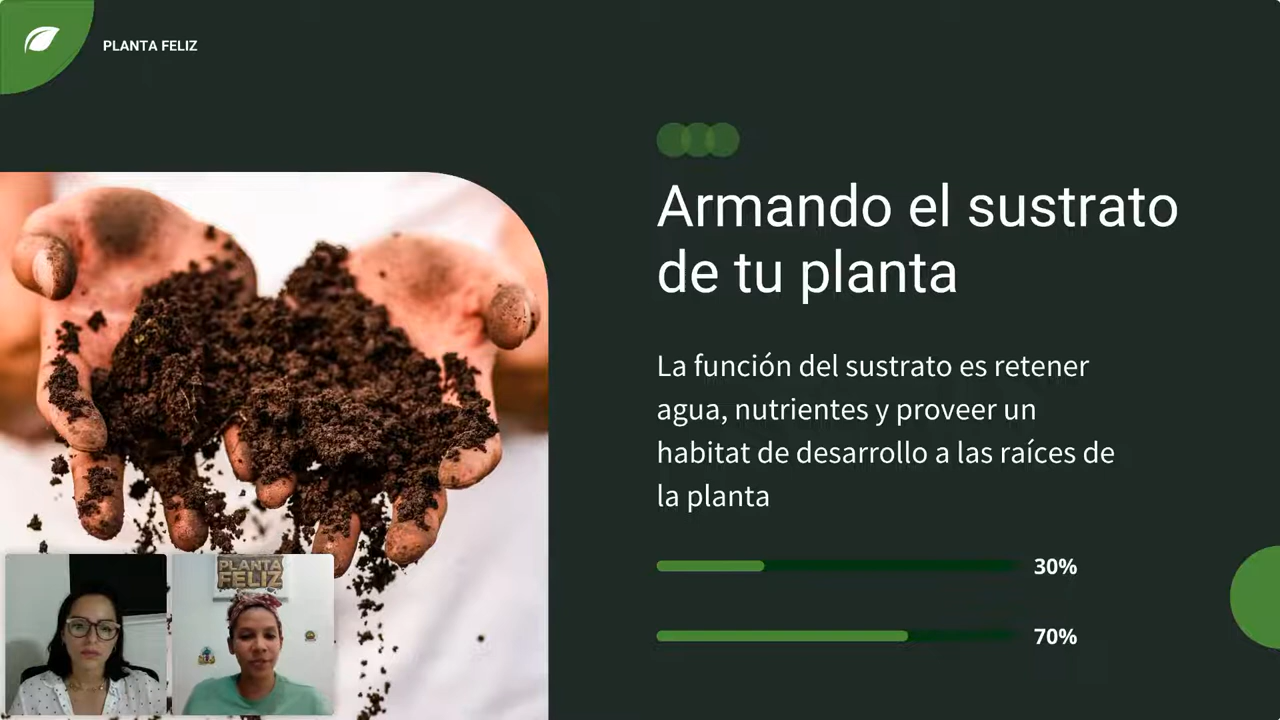 PLANTA FELIZ
Armando el sustrato
de tu planta
La función del sustrato es retener
agua, nutrientes y proveer un
habitat de desarrollo a las raíces de
la planta
30%
70%
PLANTA
FELIZ